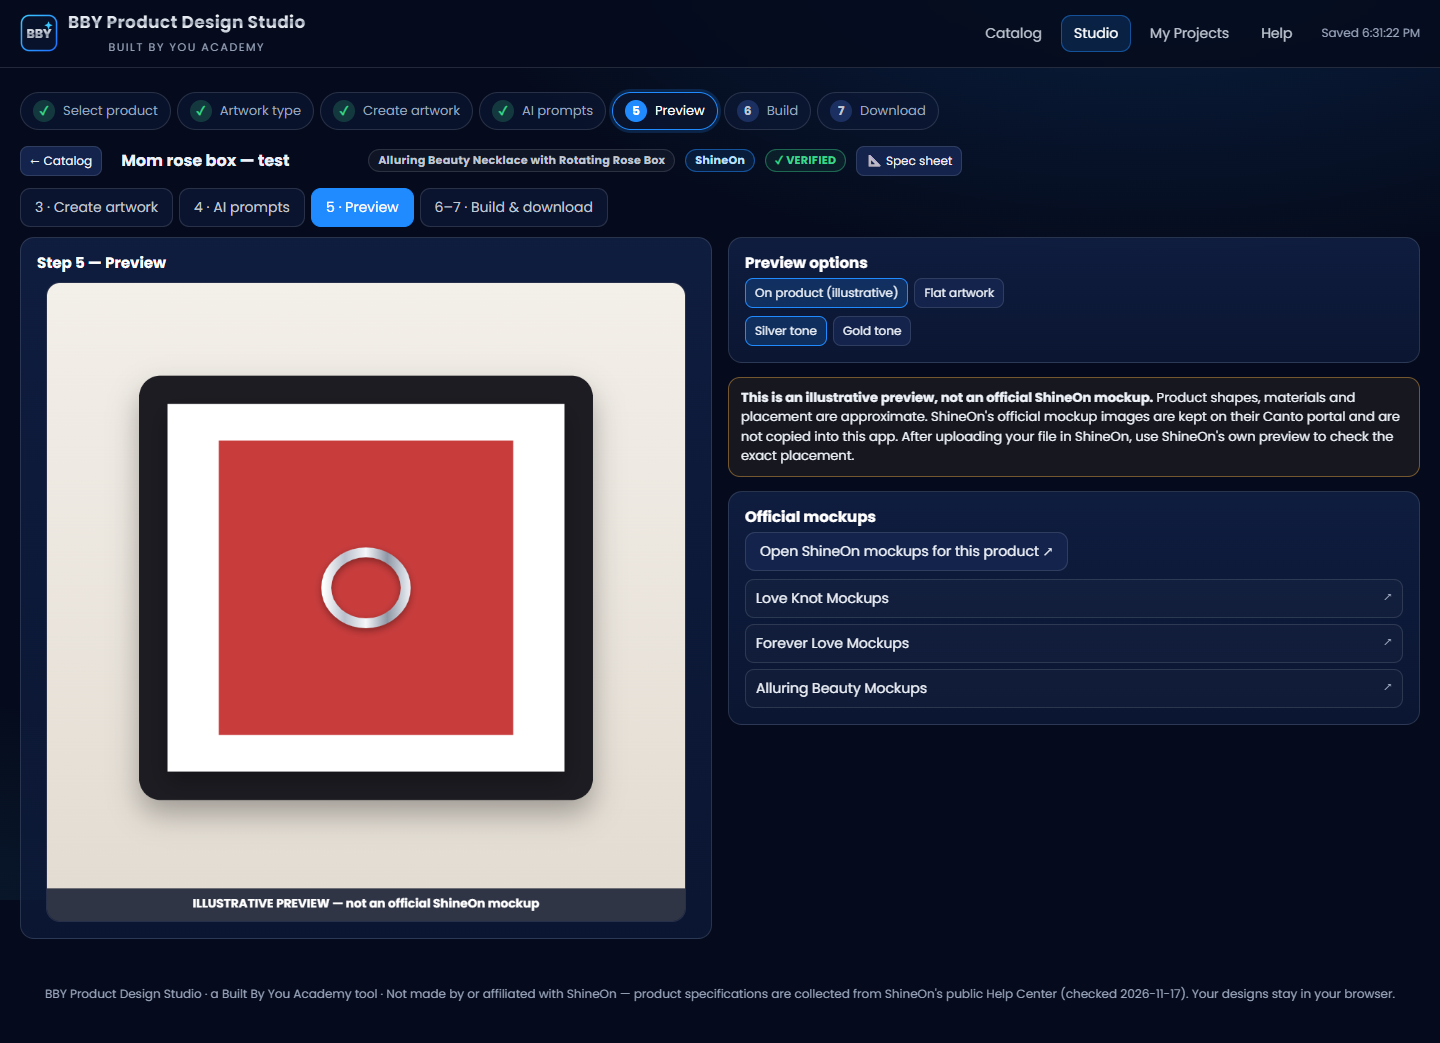 BBY
BBY Product Design Studio
BUILT BY YOU ACADEMY
Catalog
Studio
My Projects
Help
Saved 6:31:22 PM
✓ Select product
✓ Artwork type
✓ Create artwork
✓ AI prompts
5 Preview
6 Build
7 Download
← Catalog
Mom rose box — test
Alluring Beauty Necklace with Rotating Rose Box
ShineOn
✓ VERIFIED
📐 Spec sheet
3 · Create artwork
4 · AI prompts
5 · Preview
6–7 · Build & download
Step 5 — Preview
ILLUSTRATIVE PREVIEW — not an official ShineOn mockup
Preview options
On product (illustrative)
Flat artwork
Silver tone
Gold tone
This is an illustrative preview, not an official ShineOn mockup. Product shapes, materials and
placement are approximate. ShineOn's official mockup images are kept on their Canto portal and are
not copied into this app. After uploading your file in ShineOn, use ShineOn's own preview to check the
exact placement.
Official mockups
Open ShineOn mockups for this product ↗
Love Knot Mockups ↗
Forever Love Mockups ↗
Alluring Beauty Mockups ↗
BBY Product Design Studio · a Built By You Academy tool · Not made by or affiliated with ShineOn — product specifications are collected from ShineOn's public Help Center (checked 2026-11-17). Your designs stay in your browser.